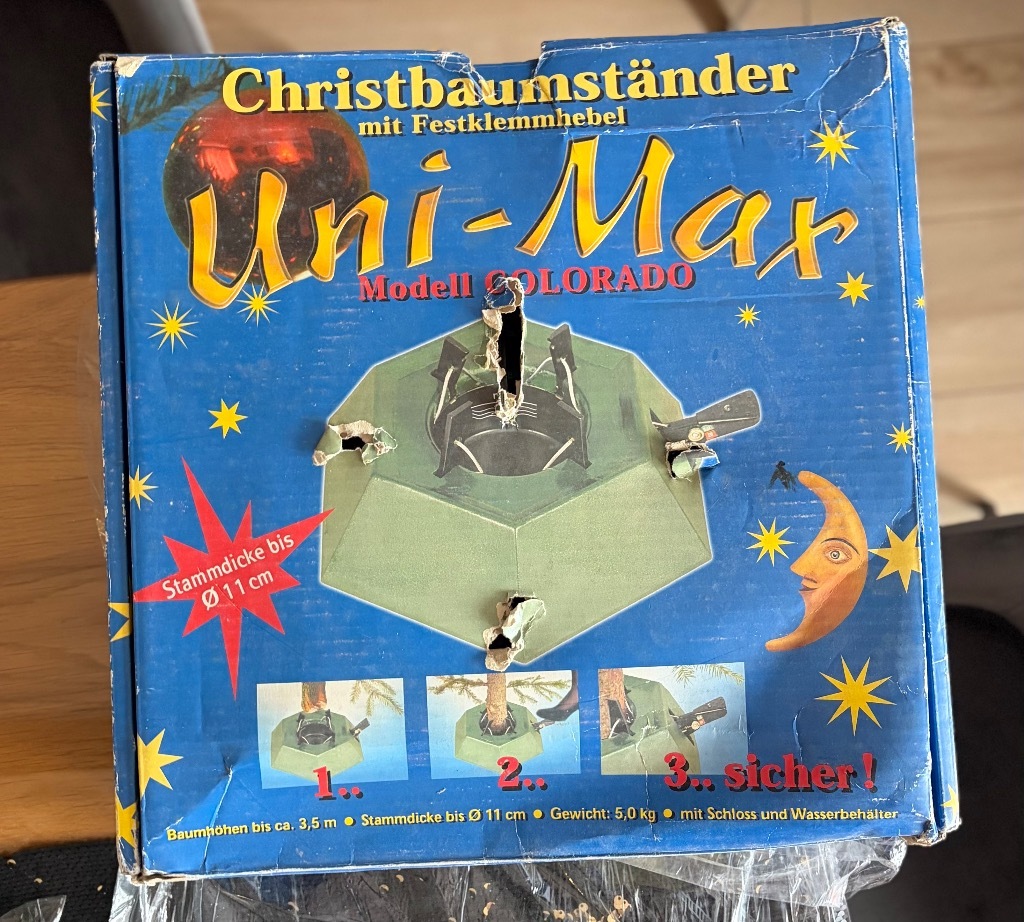 Christbaumständer
mit Festklemmhebel
Uni-Max
Modell COLORADO
Stammdicke bis
Ø 11 cm
1..
2..
3.. sicher!
Baumhöhen bis ca. 3,5 m ● Stammdicke bis Ø 11 cm ● Gewicht: 5,0 kg ● mit Schloss und Wasserbehälter